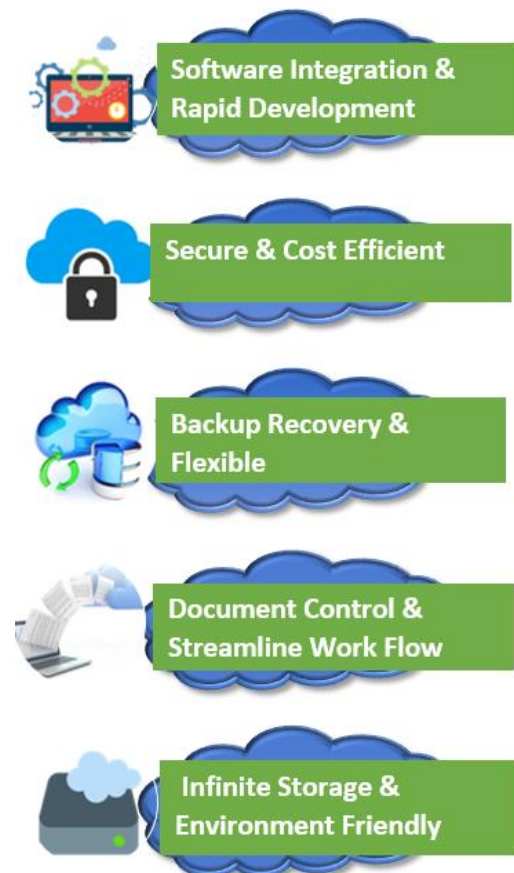 Software Integration &
Rapid Development
Secure & Cost Efficient
Backup Recovery &
Flexible
Document Control &
Streamline Work Flow
Infinite Storage &
Environment Friendly